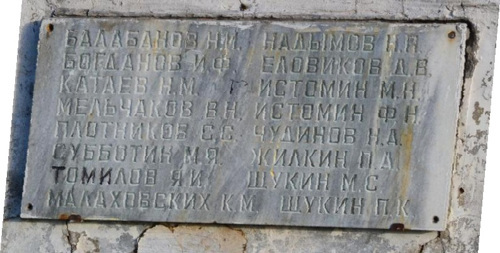 БАЛАБАНОВ Н.И. НАДЫМОВ Н.Я.
БОГДАНОВ И.Ф. ЕЛОВИКОВ Д.В.
КАТАЕВ Н.М. ИСТОМИН М.Н.
МЕЛЬЧАКОВ В.Н. ИСТОМИН Ф.Н.
ПЛОТНИКОВ С.С. ЧУДИНОВ Н.А.
СУББОТИН М.Я. ЖИЛКИН П.А.
ТОМИЛОВ Я.И. ЩУКИН М.С
МАЛАХОВСКИХ К.М. ЩУКИН П.К